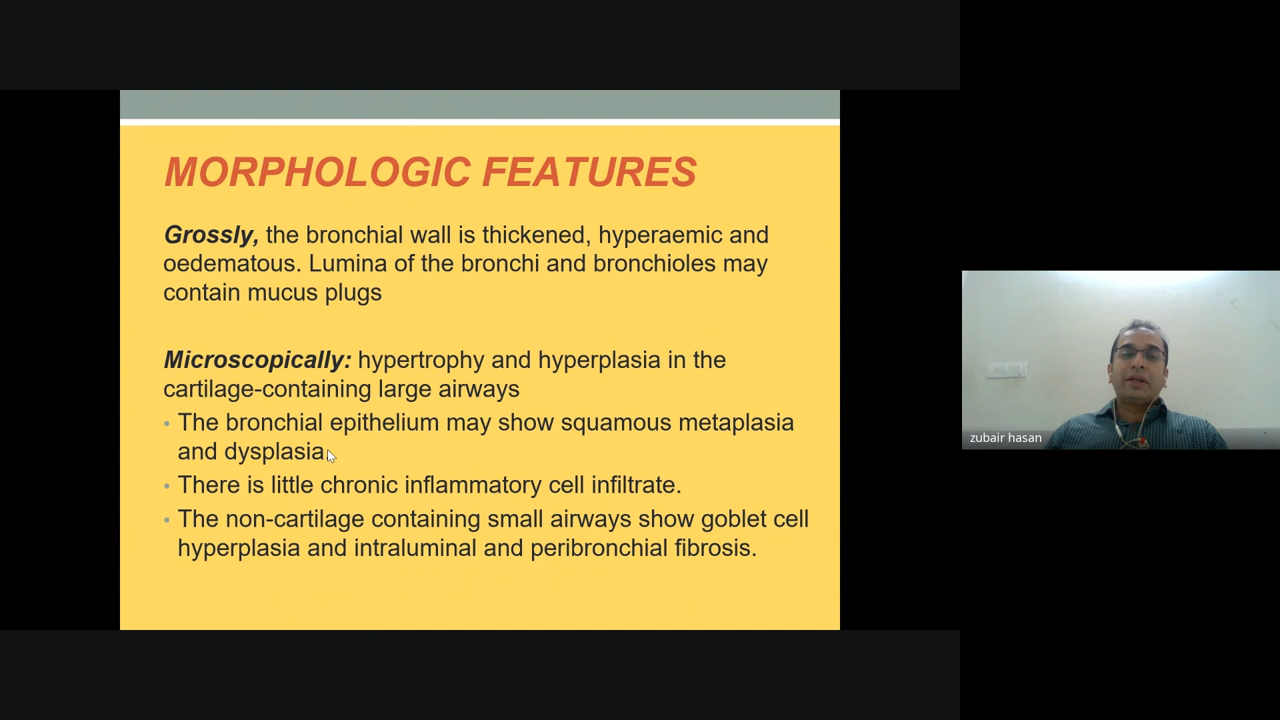 MORPHOLOGIC FEATURES
Grossly, the bronchial wall is thickened, hyperaemic and
oedematous. Lumina of the bronchi and bronchioles may
contain mucus plugs
Microscopically: hypertrophy and hyperplasia in the
cartilage-containing large airways
• The bronchial epithelium may show squamous metaplasia
and dysplasia.
• There is little chronic inflammatory cell infiltrate.
• The non-cartilage containing small airways show goblet cell
hyperplasia and intraluminal and peribronchial fibrosis.
zubair hasan